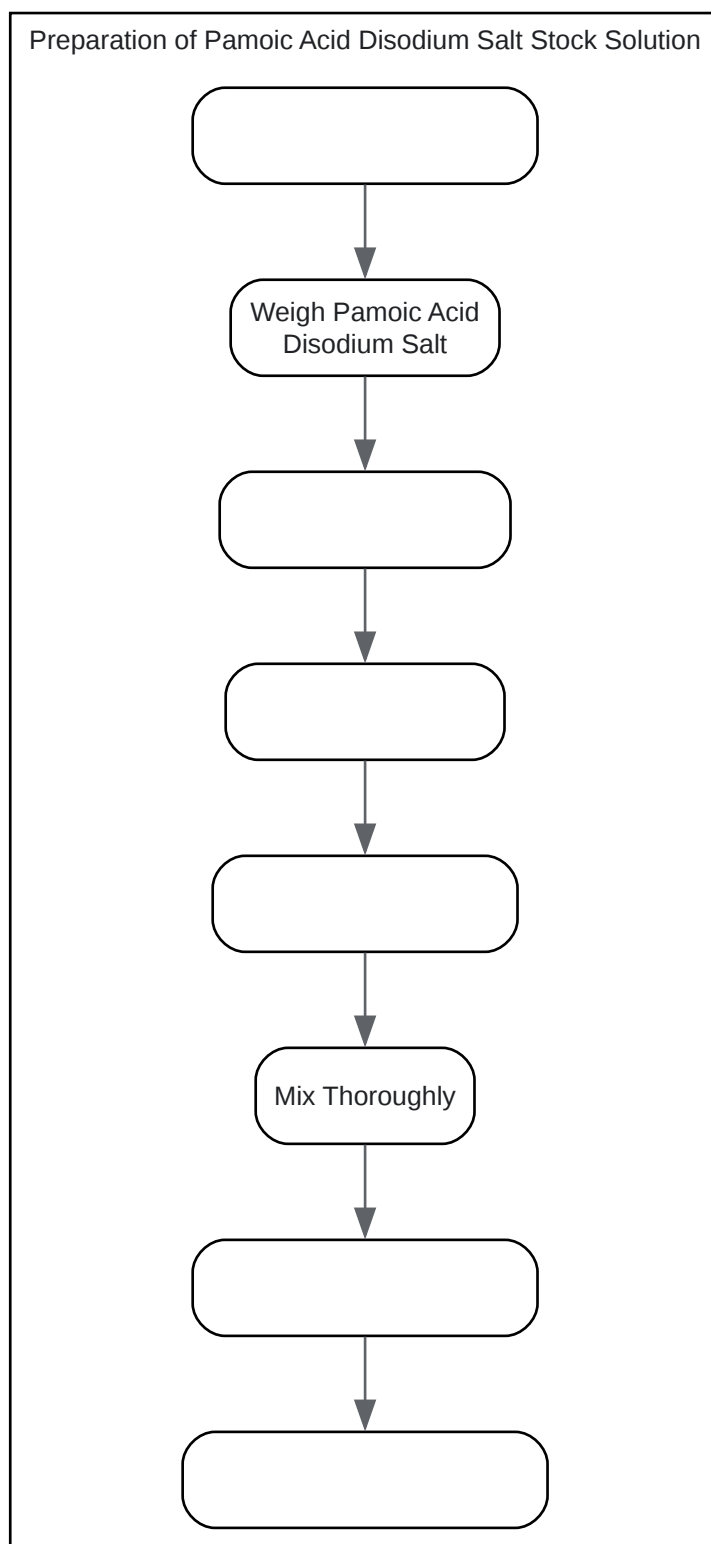 Preparation of Pamoic Acid Disodium Salt Stock Solution
Weigh Pamoic Acid
Disodium Salt
Mix Thoroughly